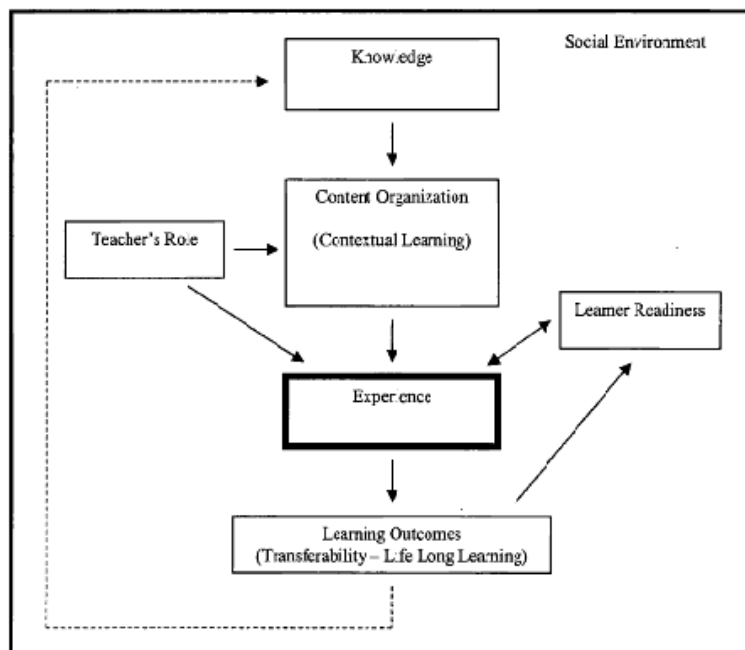 Social Environment
Knowledge
Content Organization
(Contextual Learning)
Teacher's Role
Learner Readiness
Experience
Learning Outcomes
(Transferability – Life Long Learning)